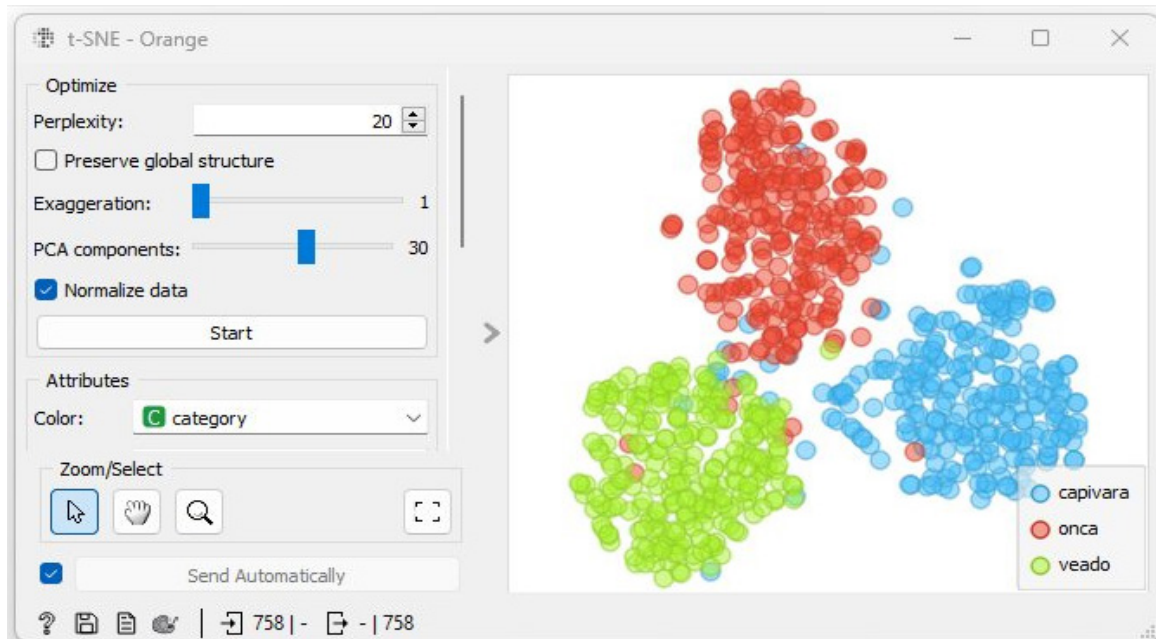 t-SNE - Orange
Optimize
Perplexity: 20
Preserve global structure
Exaggeration: 1
PCA components: 30
Normalize data
Start
Attributes
Color: C category
Zoom/Select
Send Automatically
? 758 | - - | 758
capivara
onca
veado